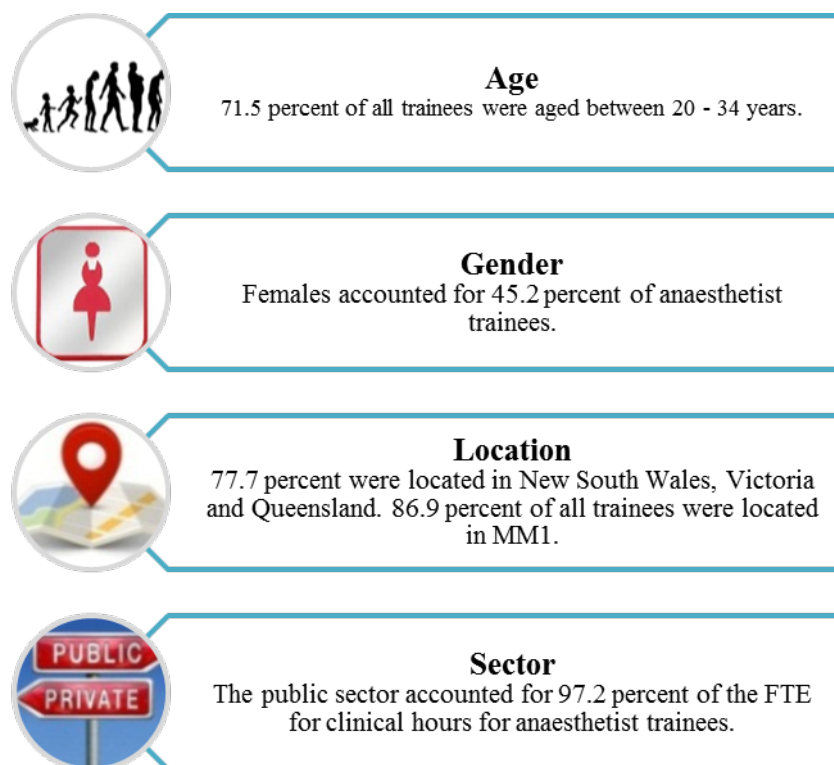 Age
71.5 percent of all trainees were aged between 20 - 34 years.
Gender
Females accounted for 45.2 percent of anaesthetist
trainees.
Location
77.7 percent were located in New South Wales, Victoria
and Queensland. 86.9 percent of all trainees were located
in MM1.
PUBLIC
PRIVATE
Sector
The public sector accounted for 97.2 percent of the FTE
for clinical hours for anaesthetist trainees.